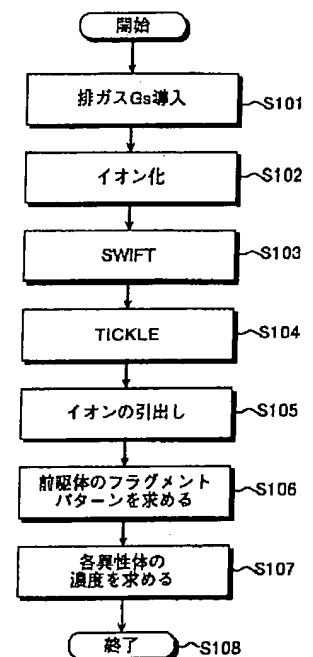 開始
排ガスGs導入
S101
イオン化
S102
SWIFT
S103
TICKLE
S104
イオンの引出し
S105
前駆体のフラグメント
パターンを求める
S106
各異性体の
濃度を求める
S107
終了
S108